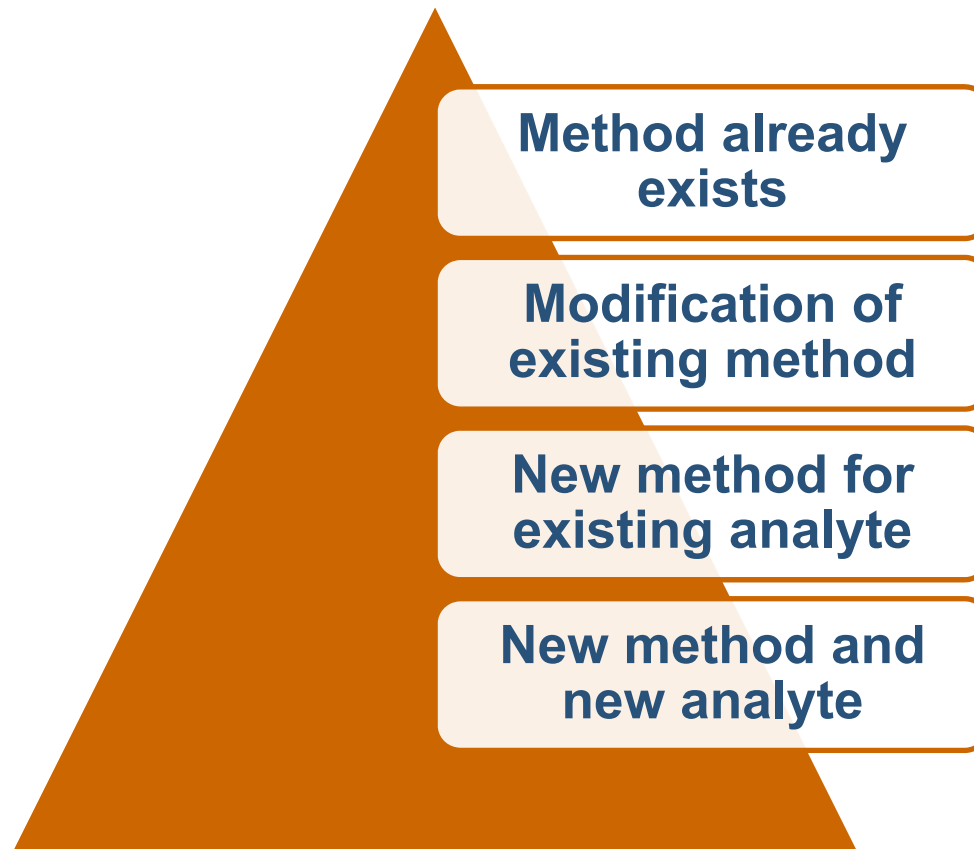 Method already
exists
Modification of
existing method
New method for
existing analyte
New method and
new analyte